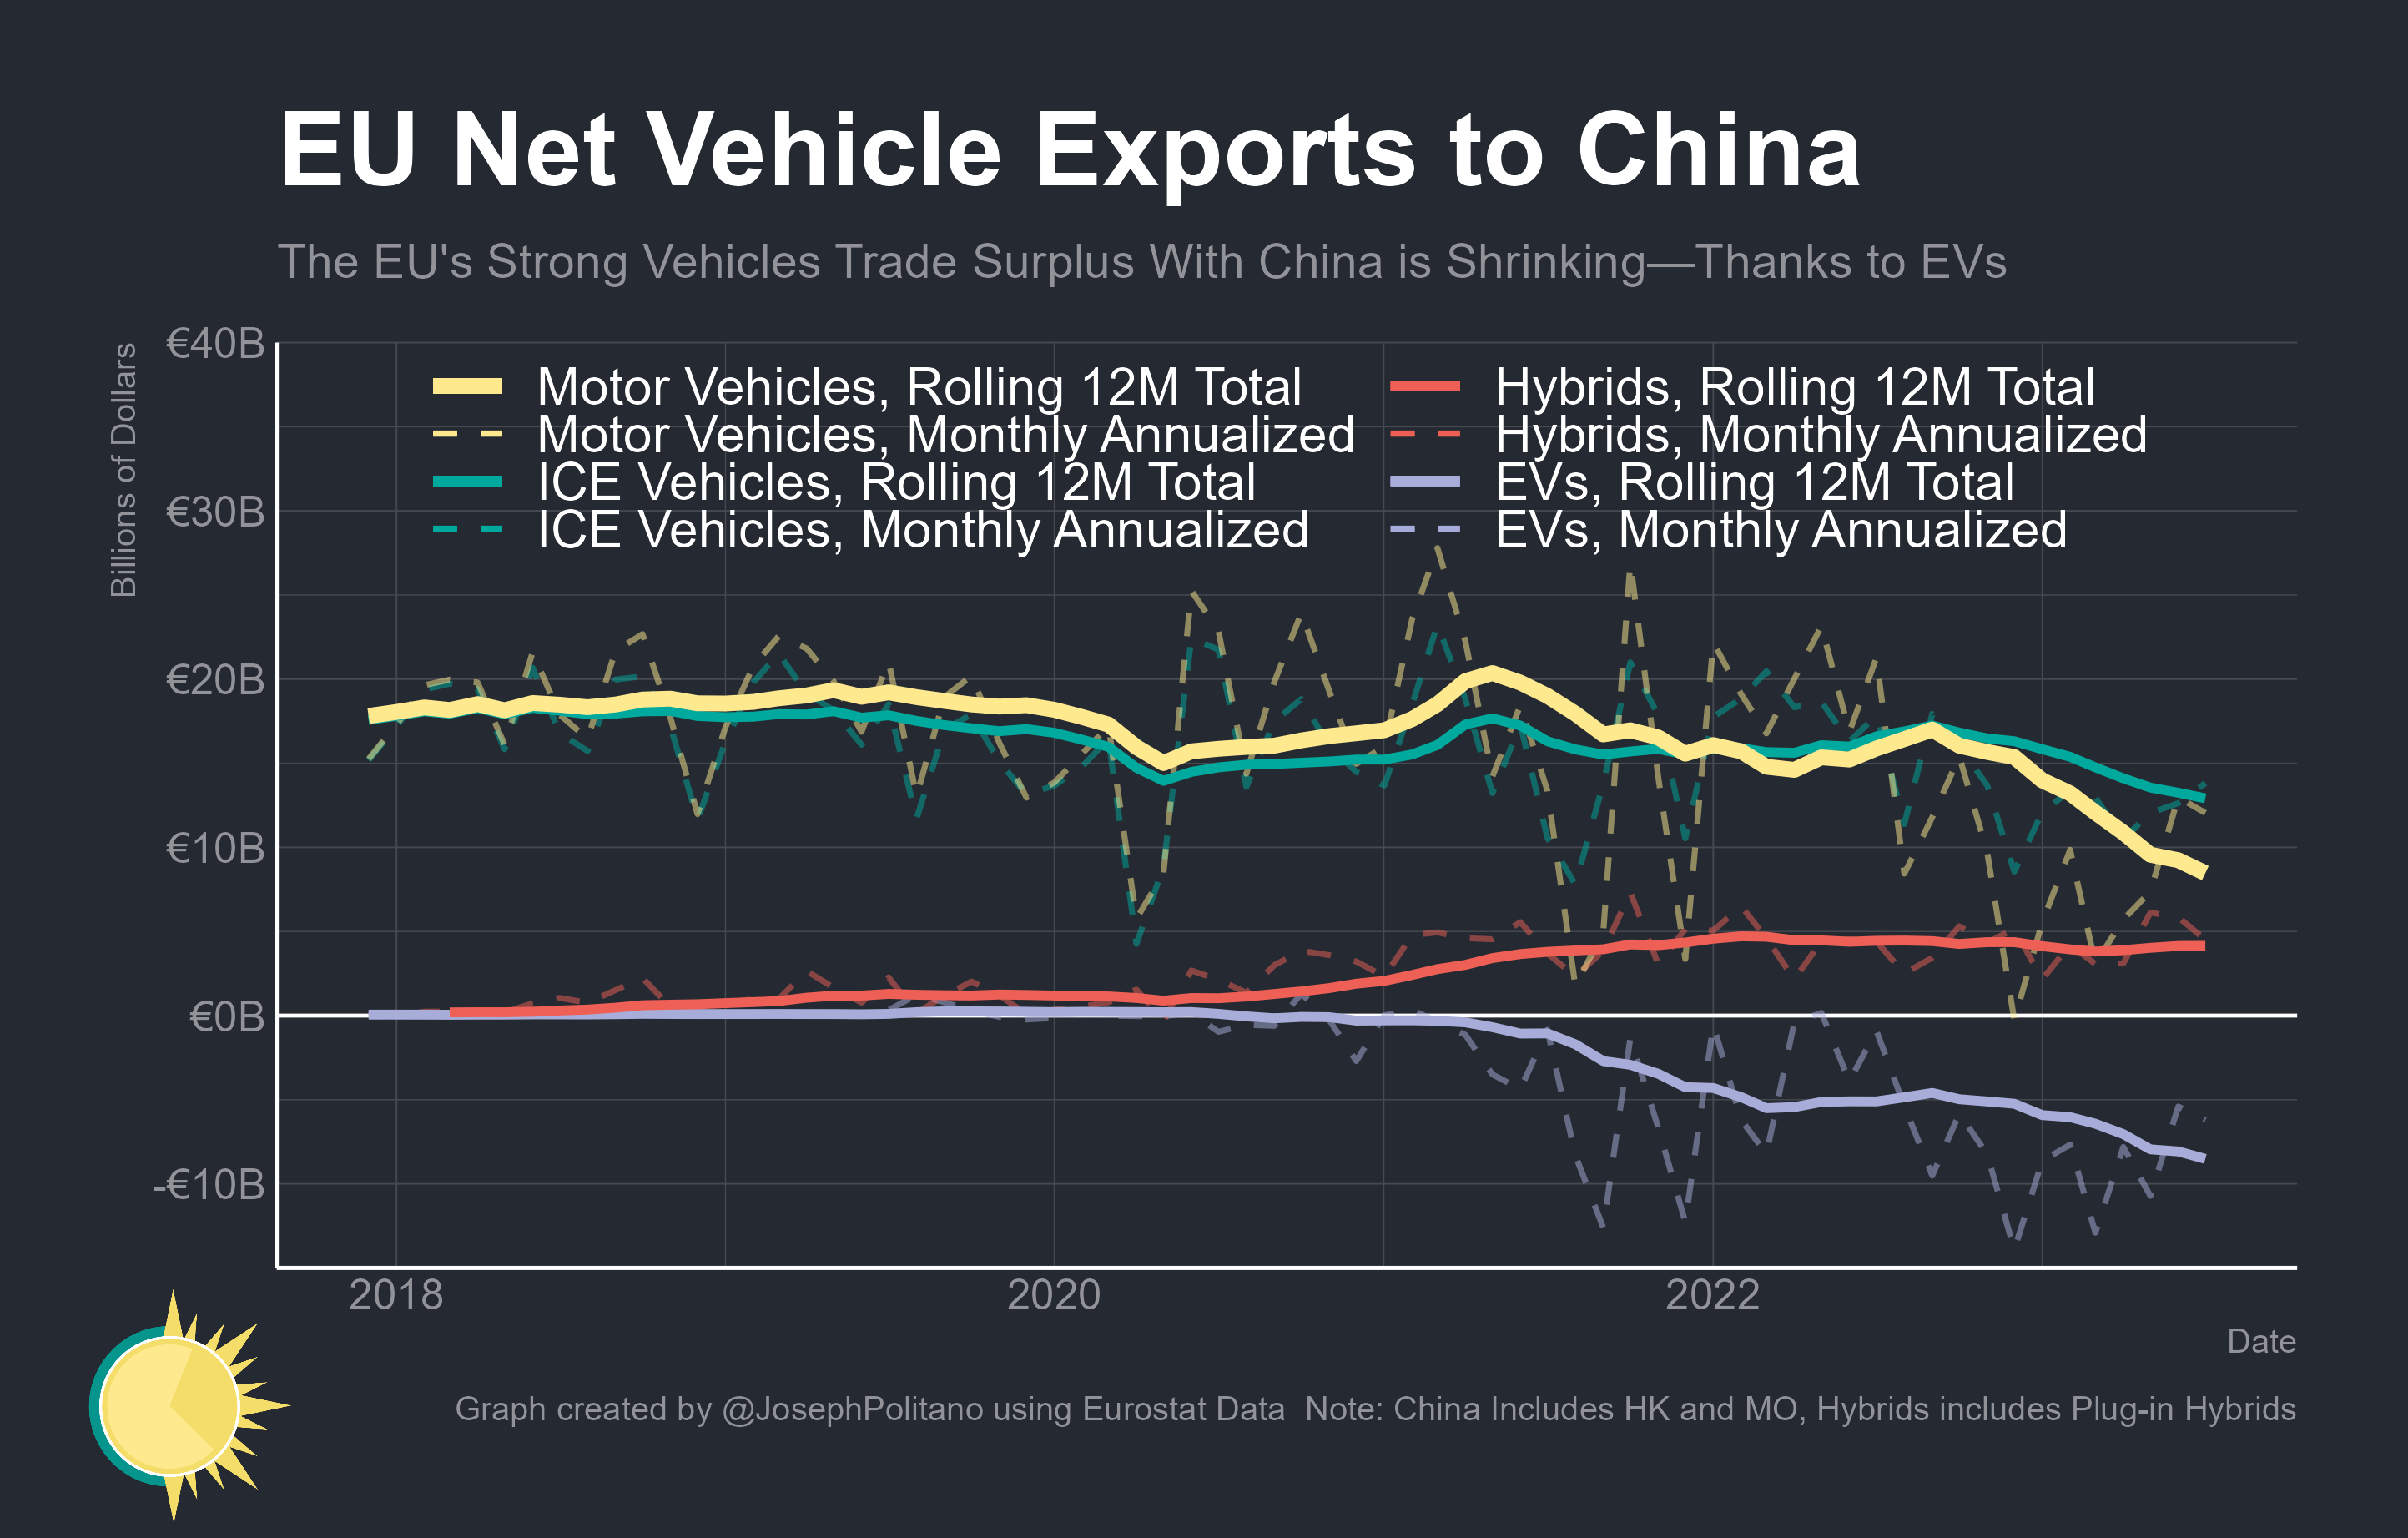 EU Net Vehicle Exports to China
The EU's Strong Vehicles Trade Surplus With China is Shrinking—Thanks to EVs
Billions of Dollars
€40B
€30B
€20B
€10B
€0B
-€10B
Motor Vehicles, Rolling 12M Total
Motor Vehicles, Monthly Annualized
ICE Vehicles, Rolling 12M Total
ICE Vehicles, Monthly Annualized
Hybrids, Rolling 12M Total
Hybrids, Monthly Annualized
EVs, Rolling 12M Total
EVs, Monthly Annualized
2018
2020
2022
Date
Graph created by @JosephPolitano using Eurostat Data  Note: China Includes HK and MO, Hybrids includes Plug-in Hybrids